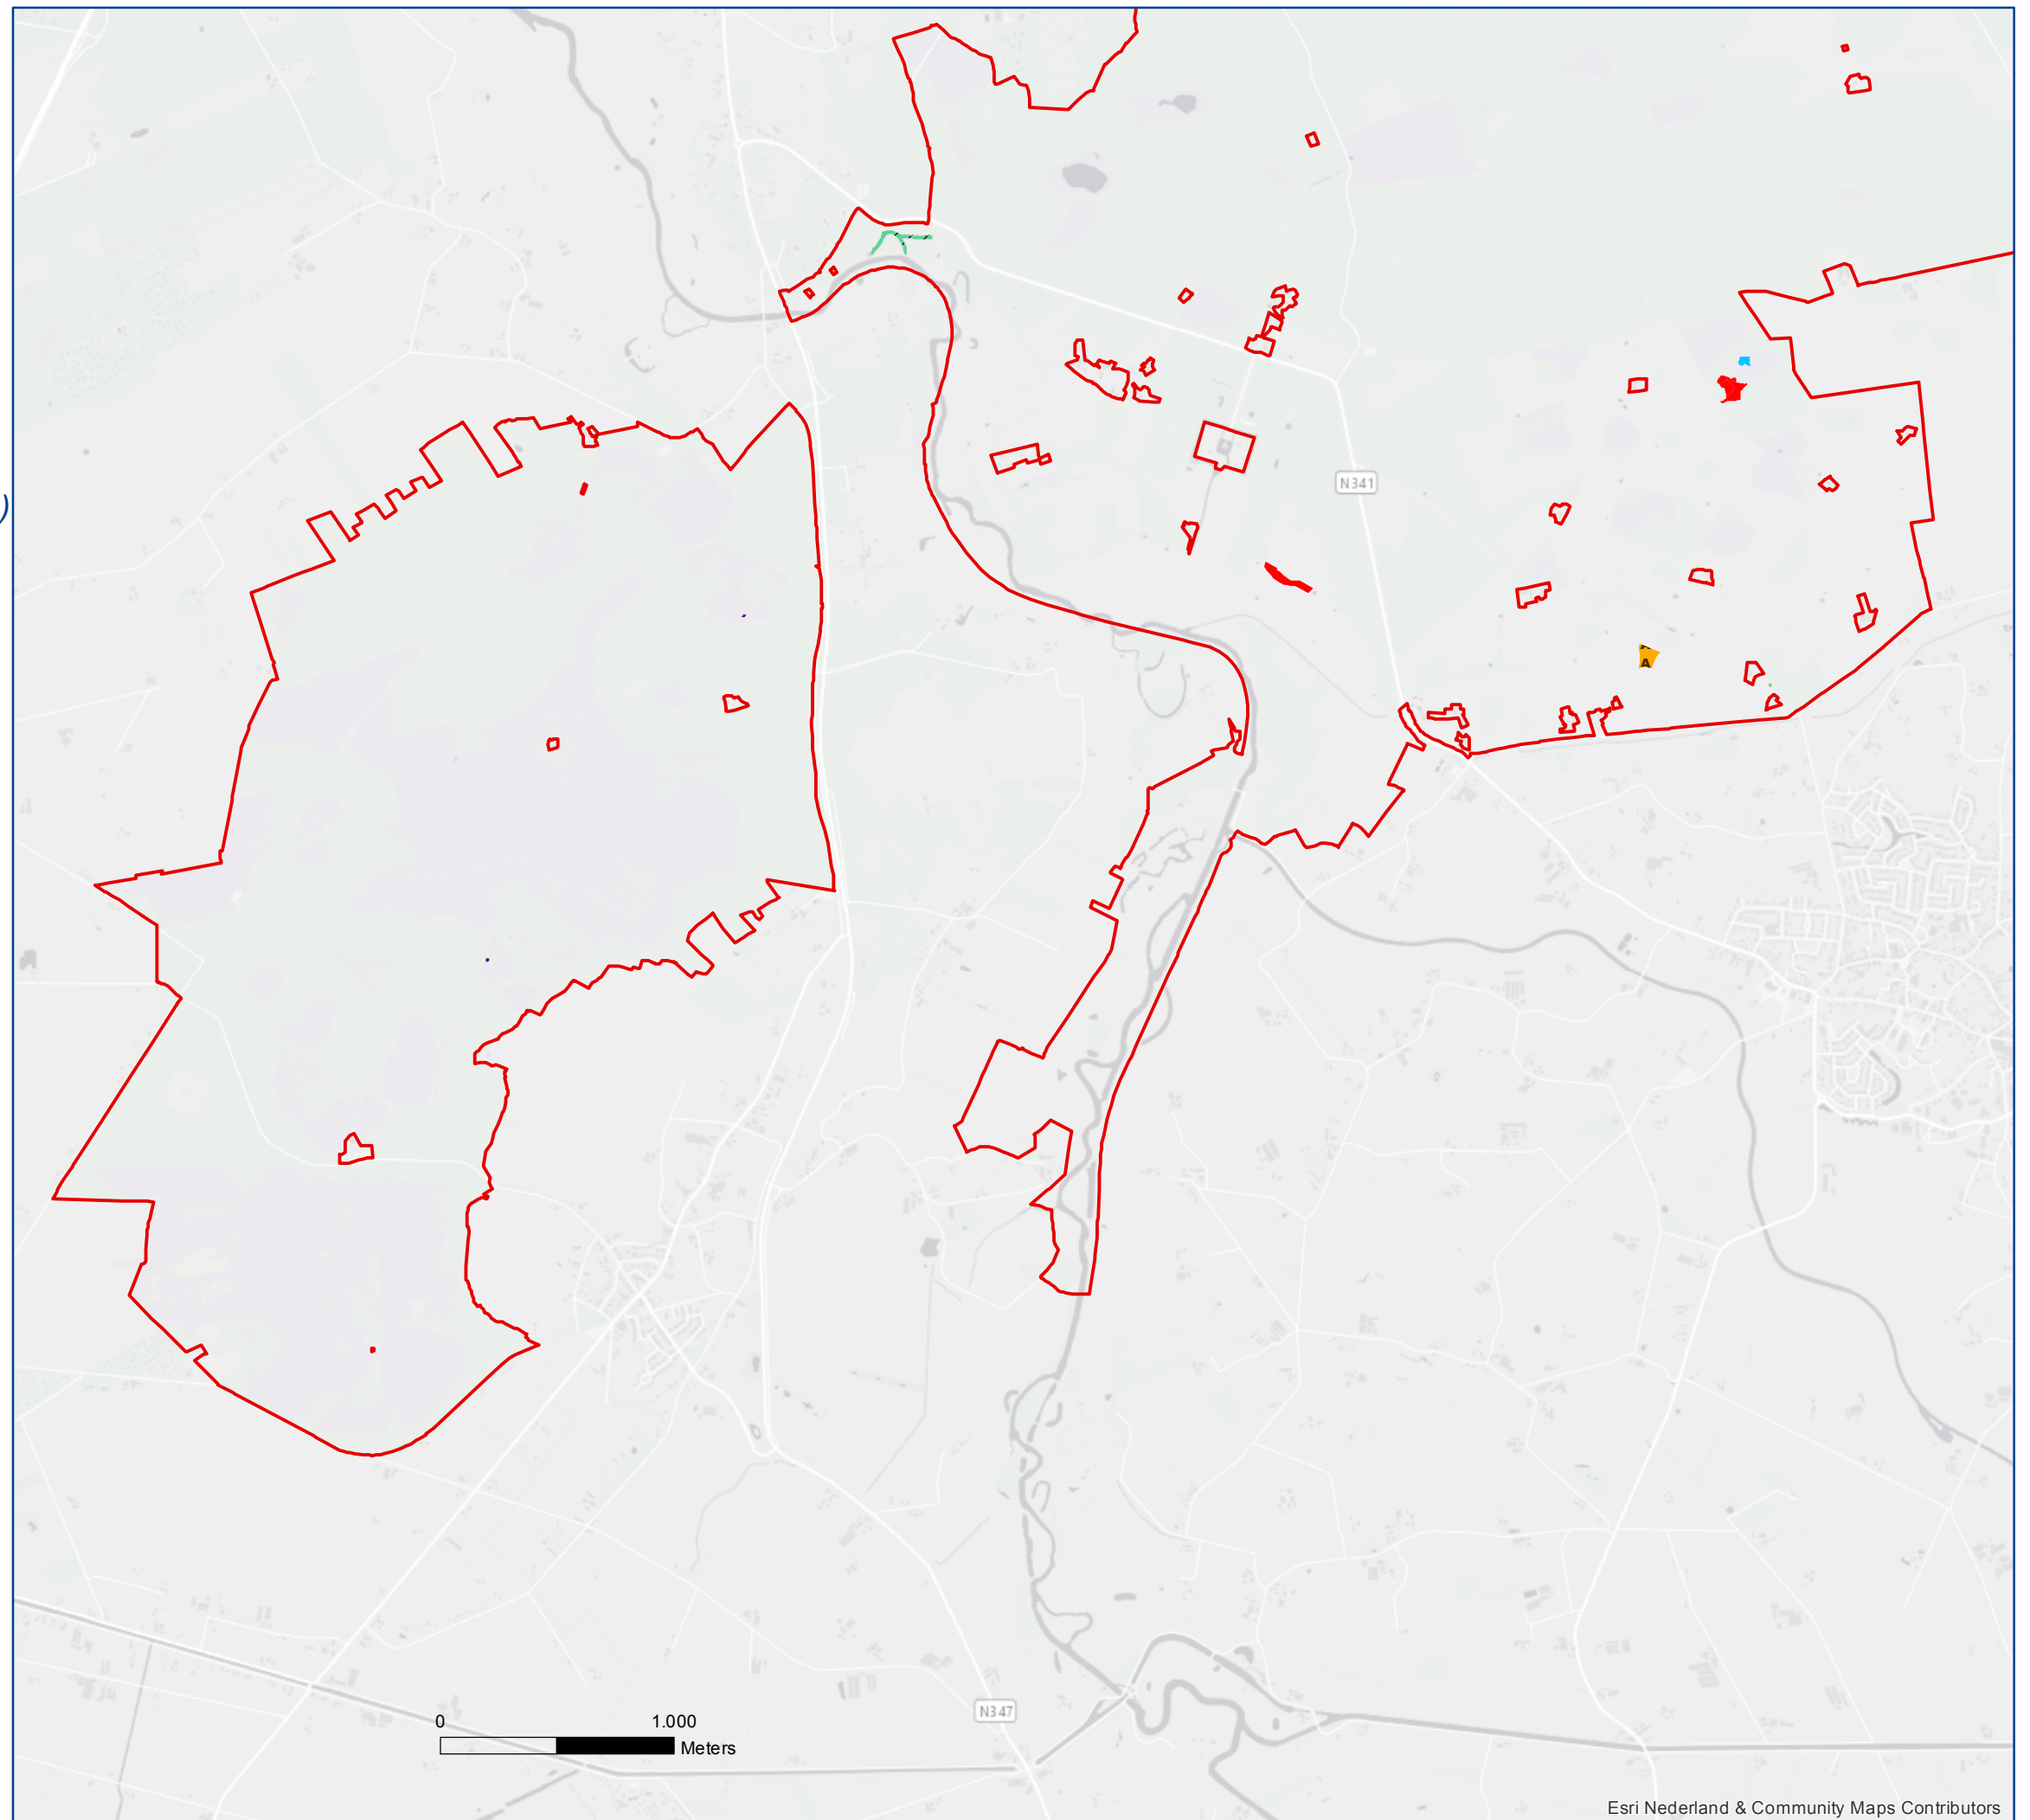 )
N341
A
N347
0 1.000
Meters
Esri Nederland & Community Maps Contributors